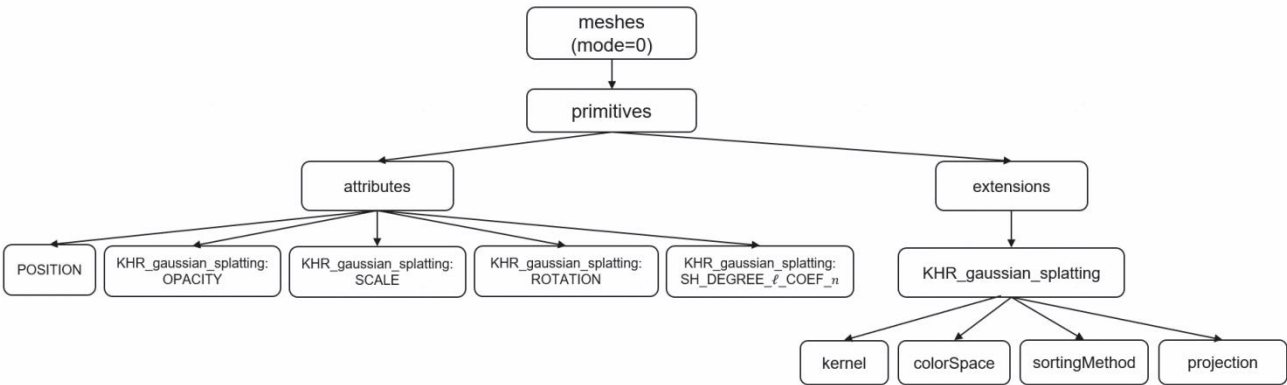 meshes
(mode=0)
primitives
attributes
extensions
POSITION
KHR_gaussian_splatting:
OPACITY
KHR_gaussian_splatting:
SCALE
KHR_gaussian_splatting:
ROTATION
KHR_gaussian_splatting:
SH_DEGREE_ℓ_COEF_n
KHR_gaussian_splatting
kernel
colorSpace
sortingMethod
projection